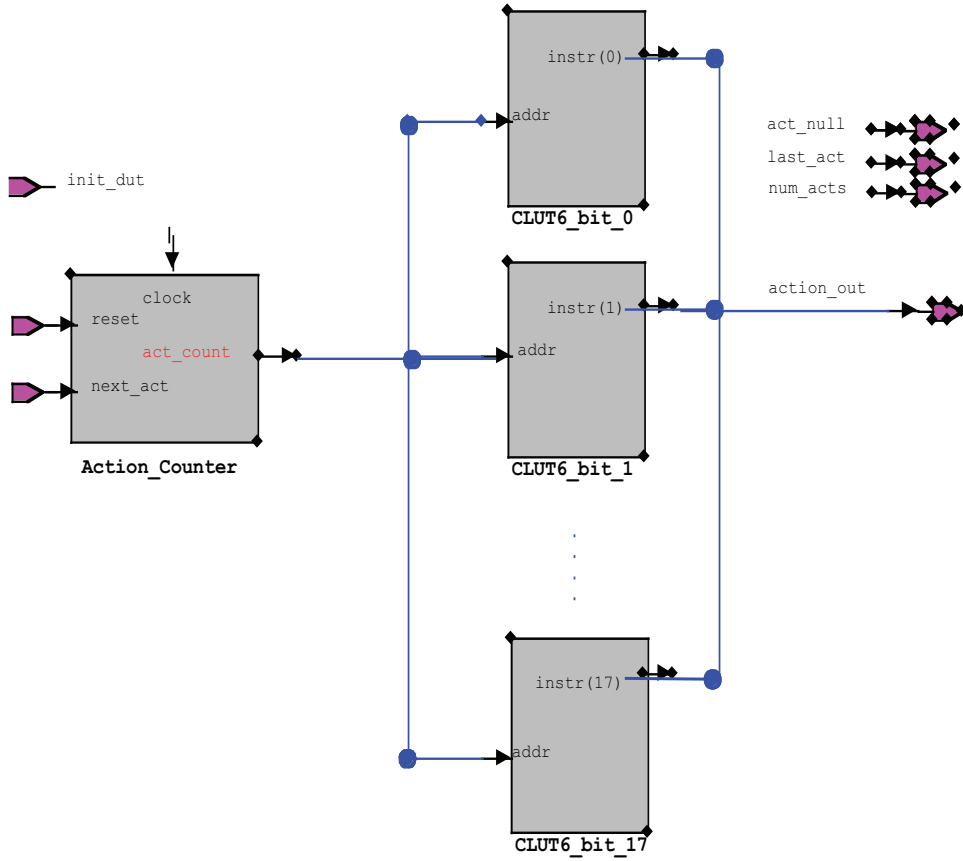 instr(0)
addr
CLUT6_bit_0
init_dut
act_null
last_act
num_acts
clock
reset
act_count
next_act
Action_Counter
instr(1)
addr
CLUT6_bit_1
action_out
instr(17)
addr
CLUT6_bit_17